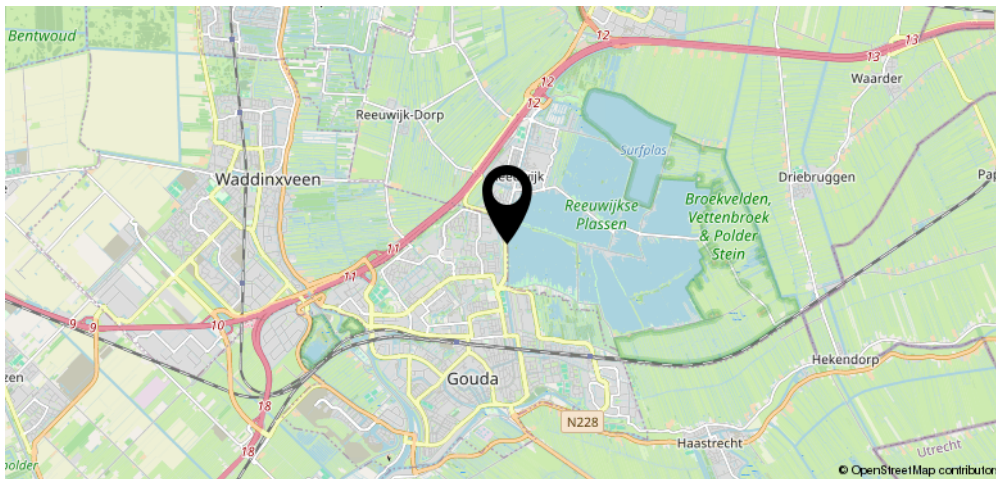 Bentwoud
12
13
13
Waarder
12
Reeuwijk-Dorp
12
Surfplas
Waddinxveen
Driebruggen
Reeuwijkse
Plassen
Broekvelden,
Vettenbroek
& Polder
Stein
11
11
9
9
10
Hekendorp
Gouda
18
N228
Haastrecht
Utrecht
18
© OpenStreetMap contributors